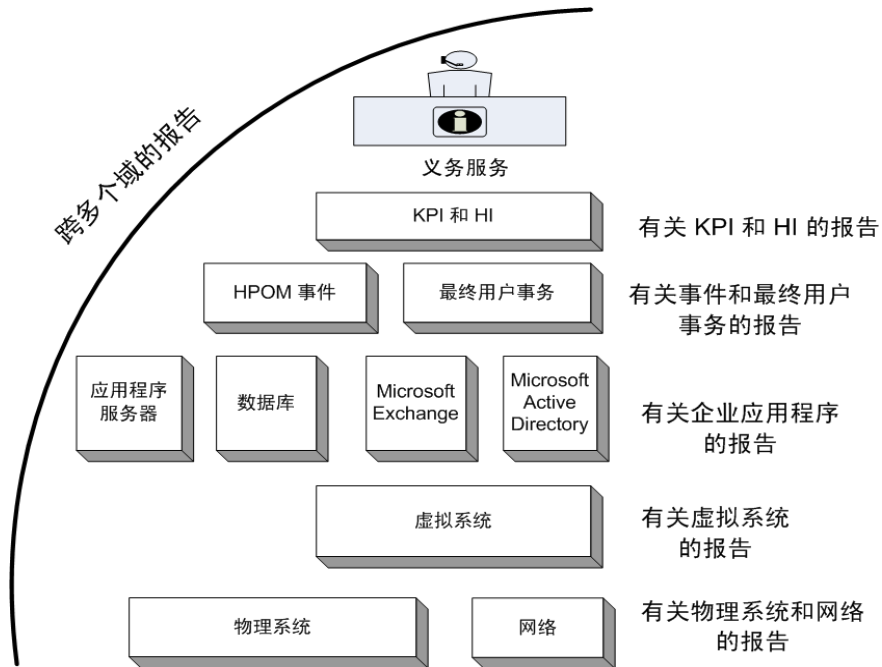 跨多个域的报告
义务服务
KPI 和 HI
有关 KPI 和 HI 的报告
HPOM 事件
最终用户事务
有关事件和最终用户
事务的报告
应用程序
服务器
数据库
Microsoft
Exchange
Microsoft
Active
Directory
有关企业应用程序
的报告
虚拟系统
有关虚拟系统
的报告
物理系统
网络
有关物理系统和网络
的报告